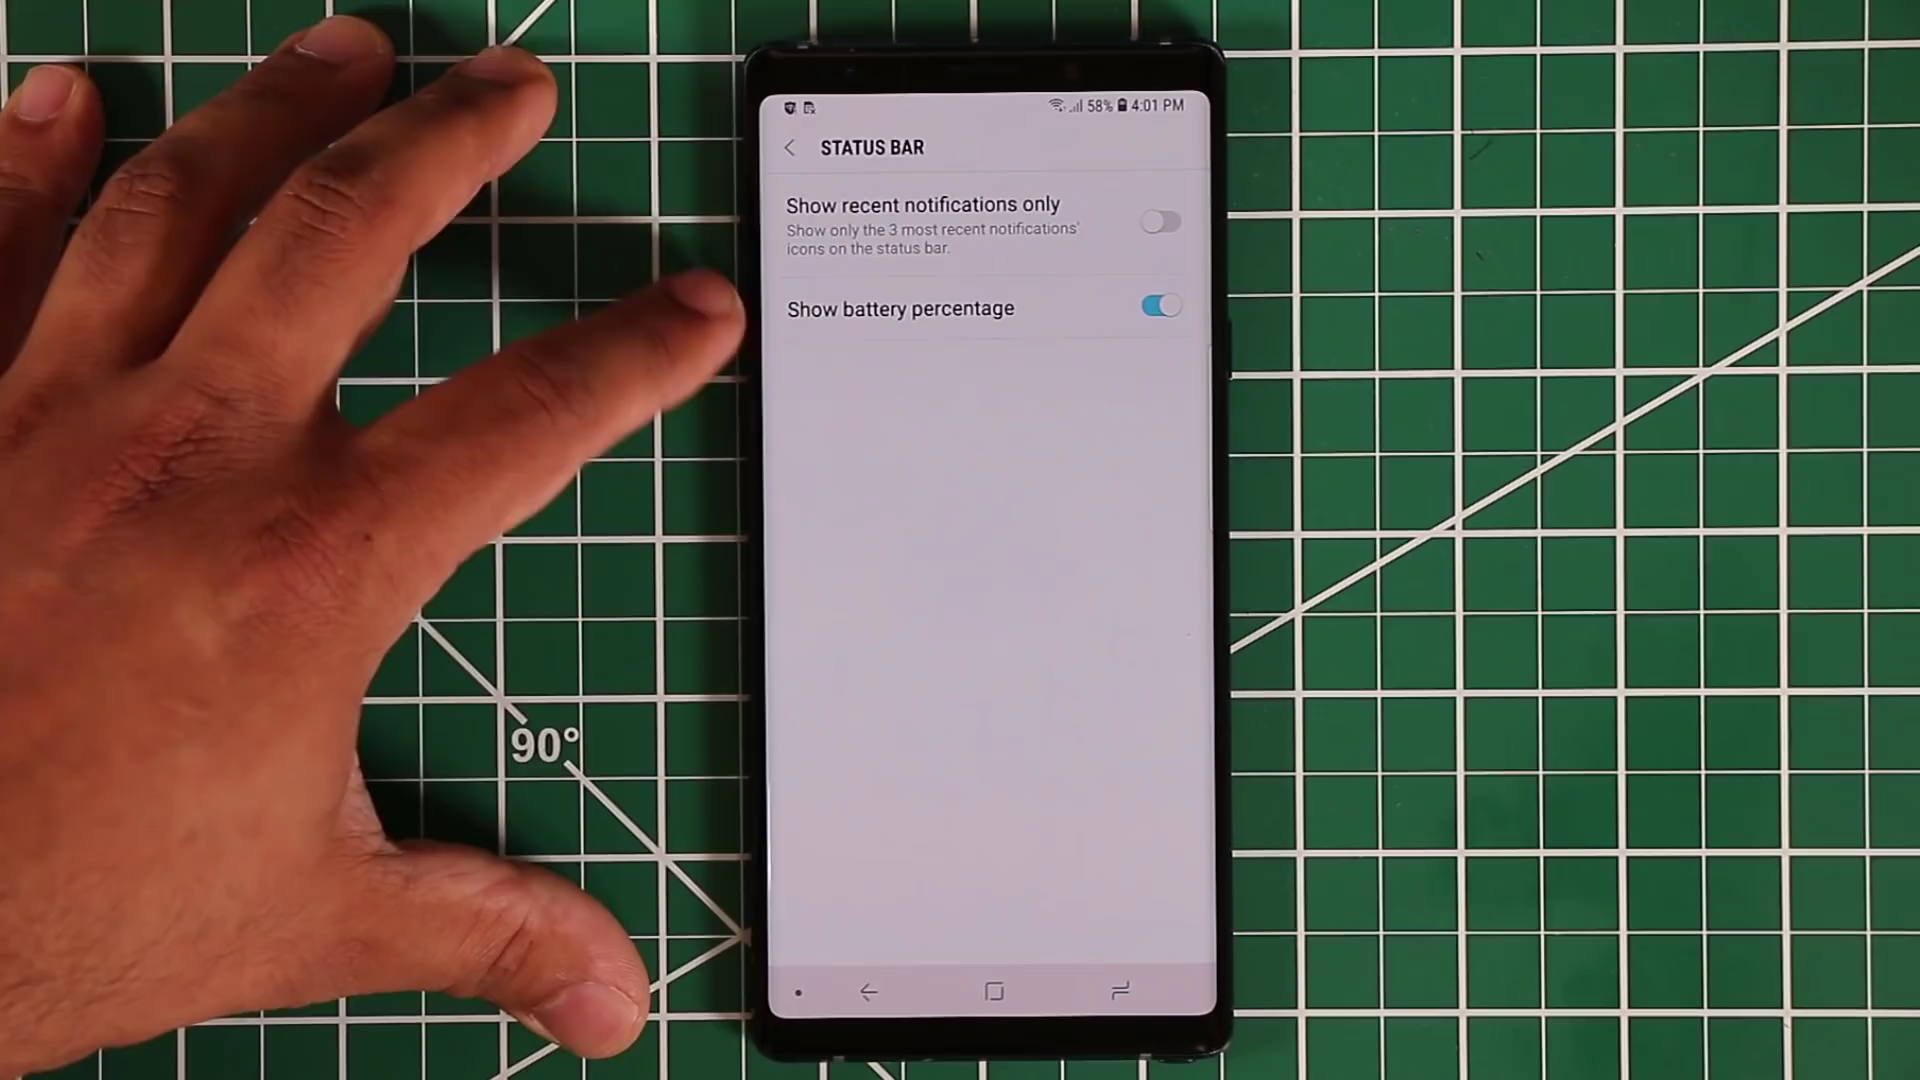 58% 4:01 PM
STATUS BAR
Show recent notifications only
Show only the 3 most recent notifications'
icons on the status bar.
Show battery percentage
90°